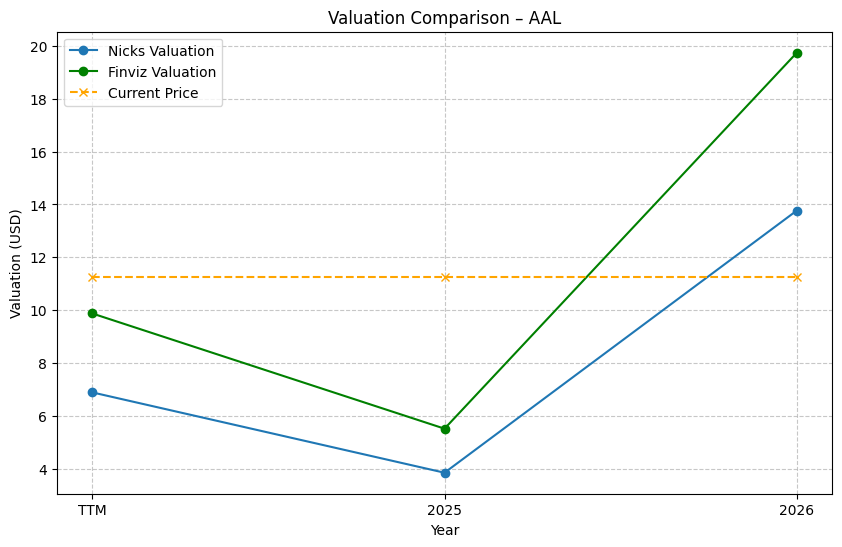 Valuation Comparison – AAL
Nicks Valuation
Finviz Valuation
Current Price
Valuation (USD)
20
18
16
14
12
10
8
6
4
TTM
2025
2026
Year